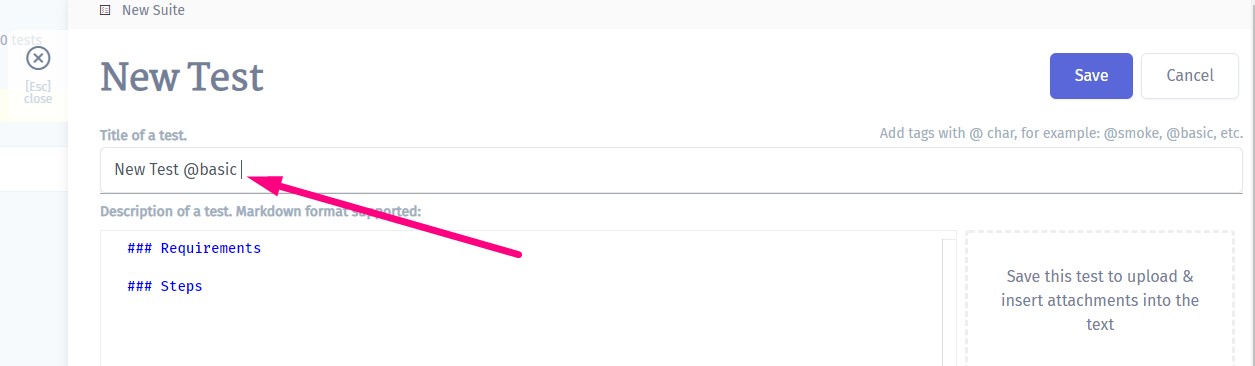 New Suite
0 tests
[Esc]
close
New Test
Save
Cancel
Title of a test.
Add tags with @ char, for example: @smoke, @basic, etc.
New Test @basic
Description of a test. Markdown format supported:
### Requirements
### Steps
Save this test to upload &
insert attachments into the
text